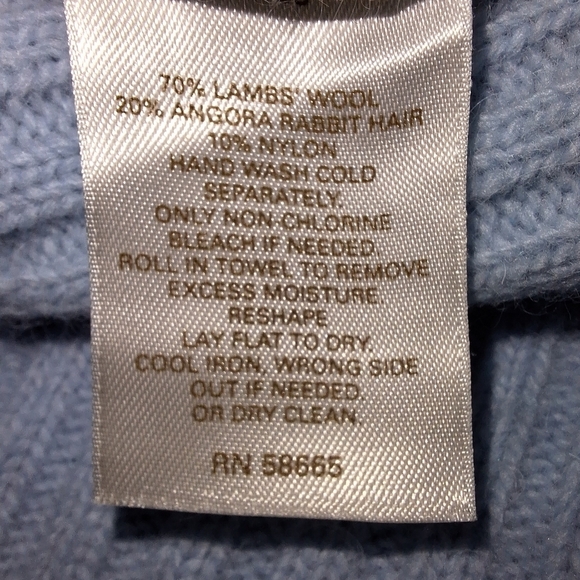 70% LAMBS' WOOL
20% ANGORA RABBIT HAIR
10% NYLON
HAND WASH COLD
SEPARATELY.
ONLY NON-CHLORINE
BLEACH IF NEEDED.
ROLL IN TOWEL TO REMOVE
EXCESS MOISTURE.
RESHAPE
LAY FLAT TO DRY.
COOL IRON, WRONG SIDE
OUT IF NEEDED.
OR DRY CLEAN.
RN 58665